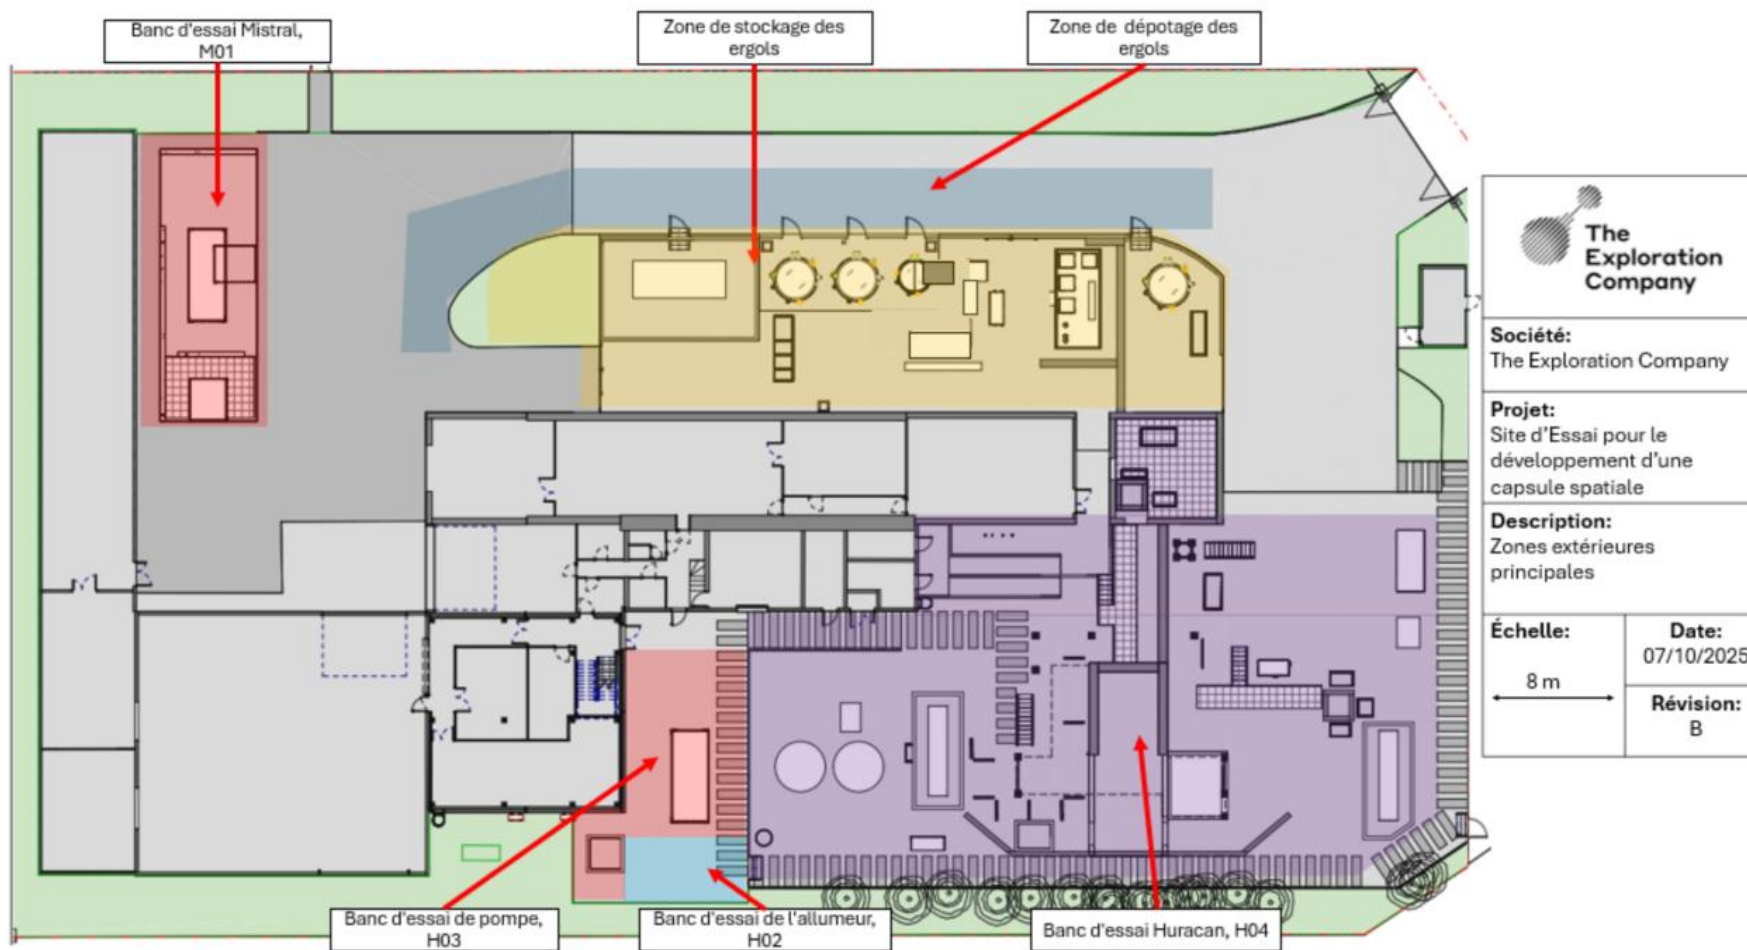 Banc d'essai Mistral,
M01
Zone de stockage des
ergols
Zone de dépotage des
ergols
The
Exploration
Company
Société:
The Exploration Company
Projet:
Site d'Essai pour le
développement d'une
capsule spatiale
Description:
Zones extérieures
principales
Échelle:
8 m
Date:
07/10/2025
Révision:
B
Banc d'essai de pompe,
H03
Banc d'essai de l'allumeur,
H02
Banc d'essai Huracan, H04